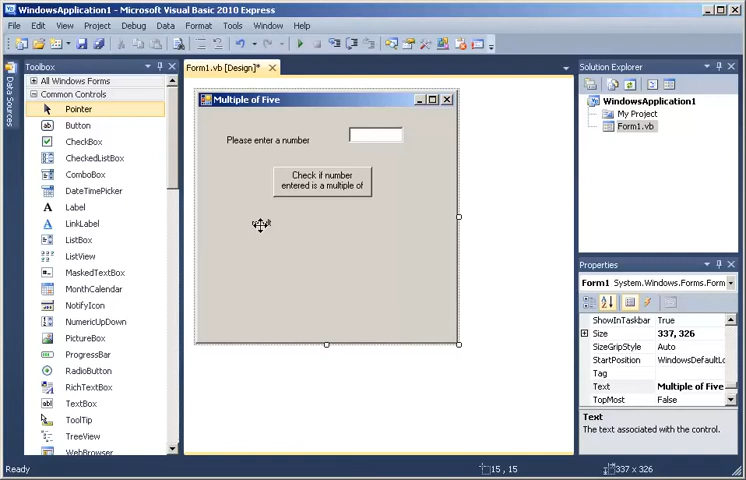 WindowsApplication1 - Microsoft Visual Basic 2010 Express
File Edit View Project Build Debug Data Format Tools Window Help
Data Sources
Toolbox
All Windows Forms
Common Controls
Pointer
Button
CheckBox
CheckedListBox
ComboBox
DateTimePicker
Label
LinkLabel
ListBox
ListView
MaskedTextBox
MonthCalendar
NotifyIcon
NumericUpDown
PictureBox
ProgressBar
RadioButton
RichTextBox
TextBox
ToolTip
TreeView
WebBrowser
Form1.vb [Design]*
Multiple of Five
Please enter a number
Check if number
entered is a multiple of
Solution Explorer
WindowsApplication1
My Project
Form1.vb
Properties
Form1 System.Windows.Forms.Form
ShowInTaskbar True
Size 337, 326
SizeGripStyle Auto
StartPosition WindowsDefaultLo
Tag
Text Multiple of Five
TopMost False
Text
The text associated with the control.
Ready
15 , 15
337 x 326